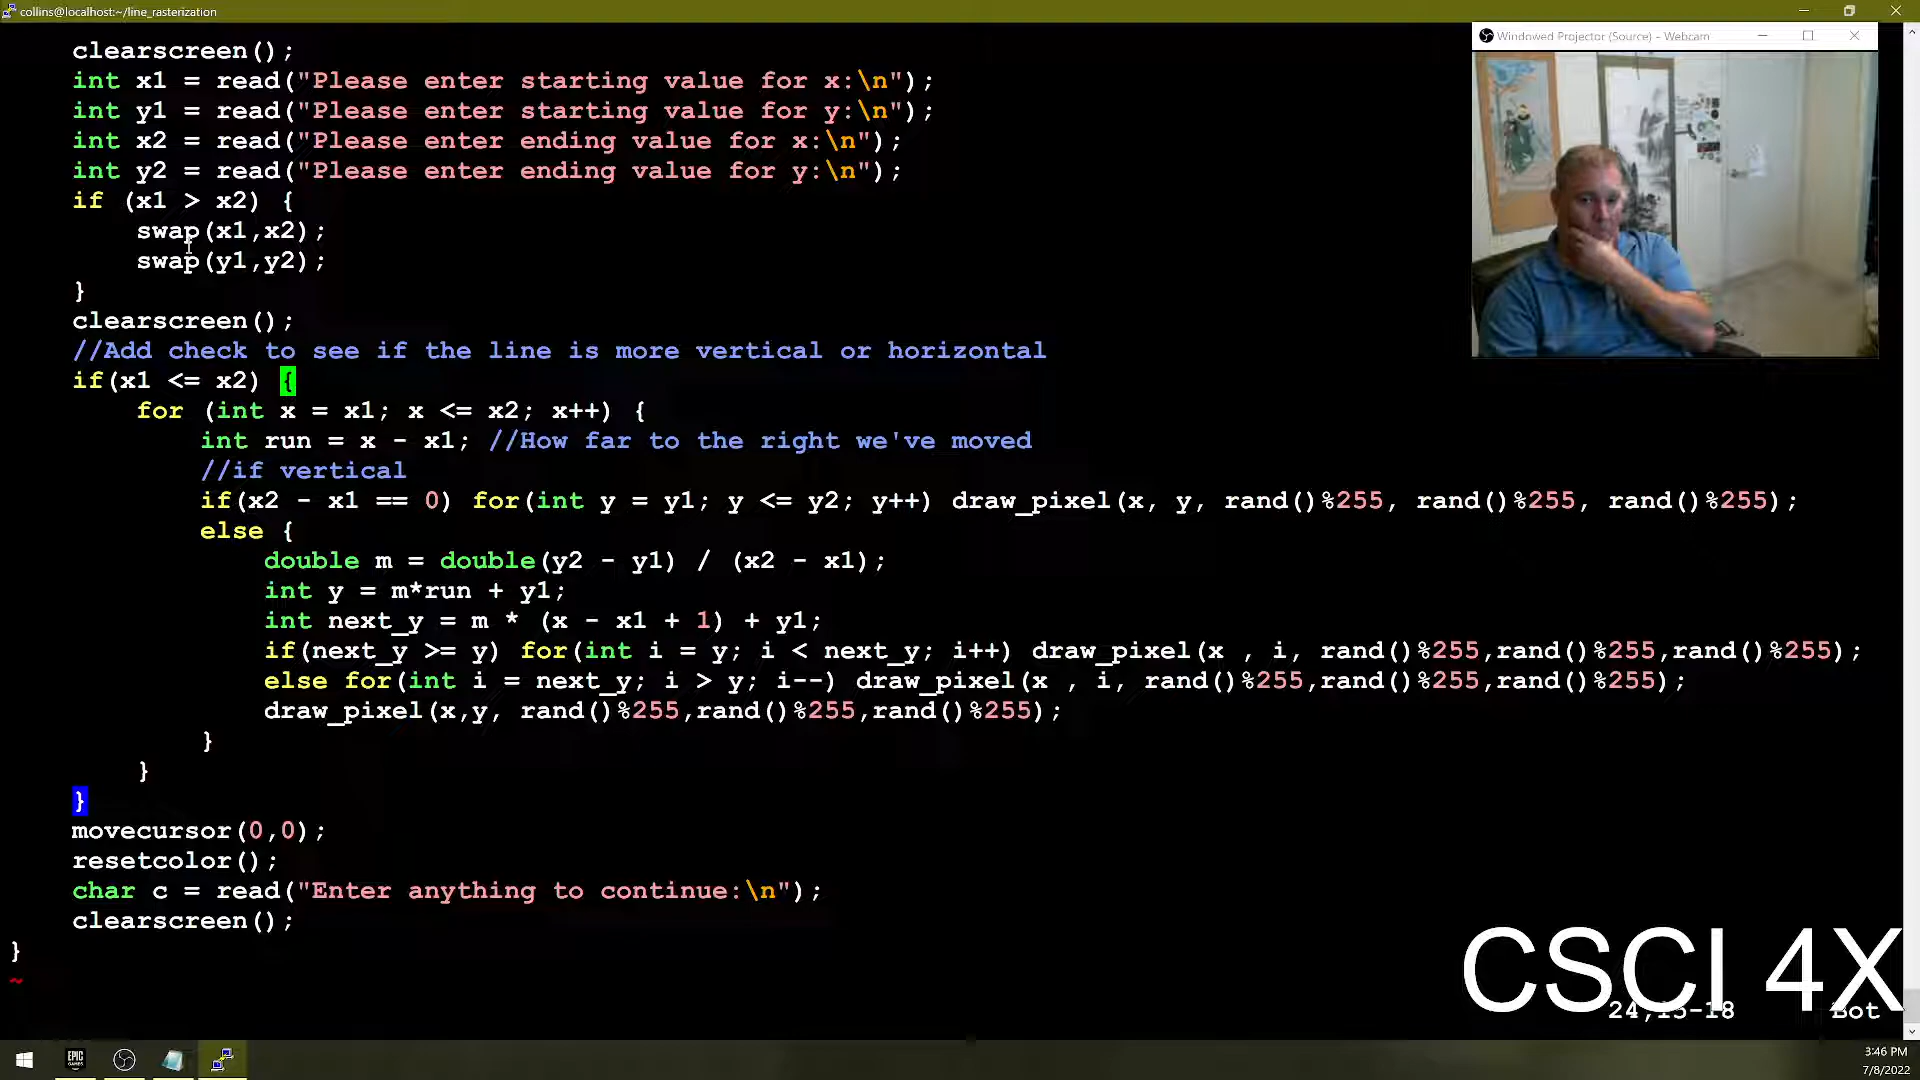 collins@localhost:~/line_rasterization
Windowed Projector (Source) - Webcam
clearscreen();
int x1 = read("Please enter starting value for x:\n");
int y1 = read("Please enter starting value for y:\n");
int x2 = read("Please enter ending value for x:\n");
int y2 = read("Please enter ending value for y:\n");
if (x1 > x2) {
swap(x1,x2);
swap(y1,y2);
}
clearscreen();
//Add check to see if the line is more vertical or horizontal
if(x1 <= x2) {
for (int x = x1; x <= x2; x++) {
int run = x - x1; //How far to the right we've moved
//if vertical
if(x2 - x1 == 0) for(int y = y1; y <= y2; y++) draw_pixel(x, y, rand()%255, rand()%255, rand()%255);
else {
double m = double(y2 - y1) / (x2 - x1);
int y = m*run + y1;
int next_y = m * (x - x1 + 1) + y1;
if(next_y >= y) for(int i = y; i < next_y; i++) draw_pixel(x , i, rand()%255,rand()%255,rand()%255);
else for(int i = next_y; i > y; i--) draw_pixel(x , i, rand()%255,rand()%255,rand()%255);
draw_pixel(x,y, rand()%255,rand()%255,rand()%255);
}
}
}
movecursor(0,0);
resetcolor();
char c = read("Enter anything to continue:\n");
clearscreen();
}
~
CSCI 4X
24,15-18 Bot
EPIC GAMES
3:46 PM
7/8/2022